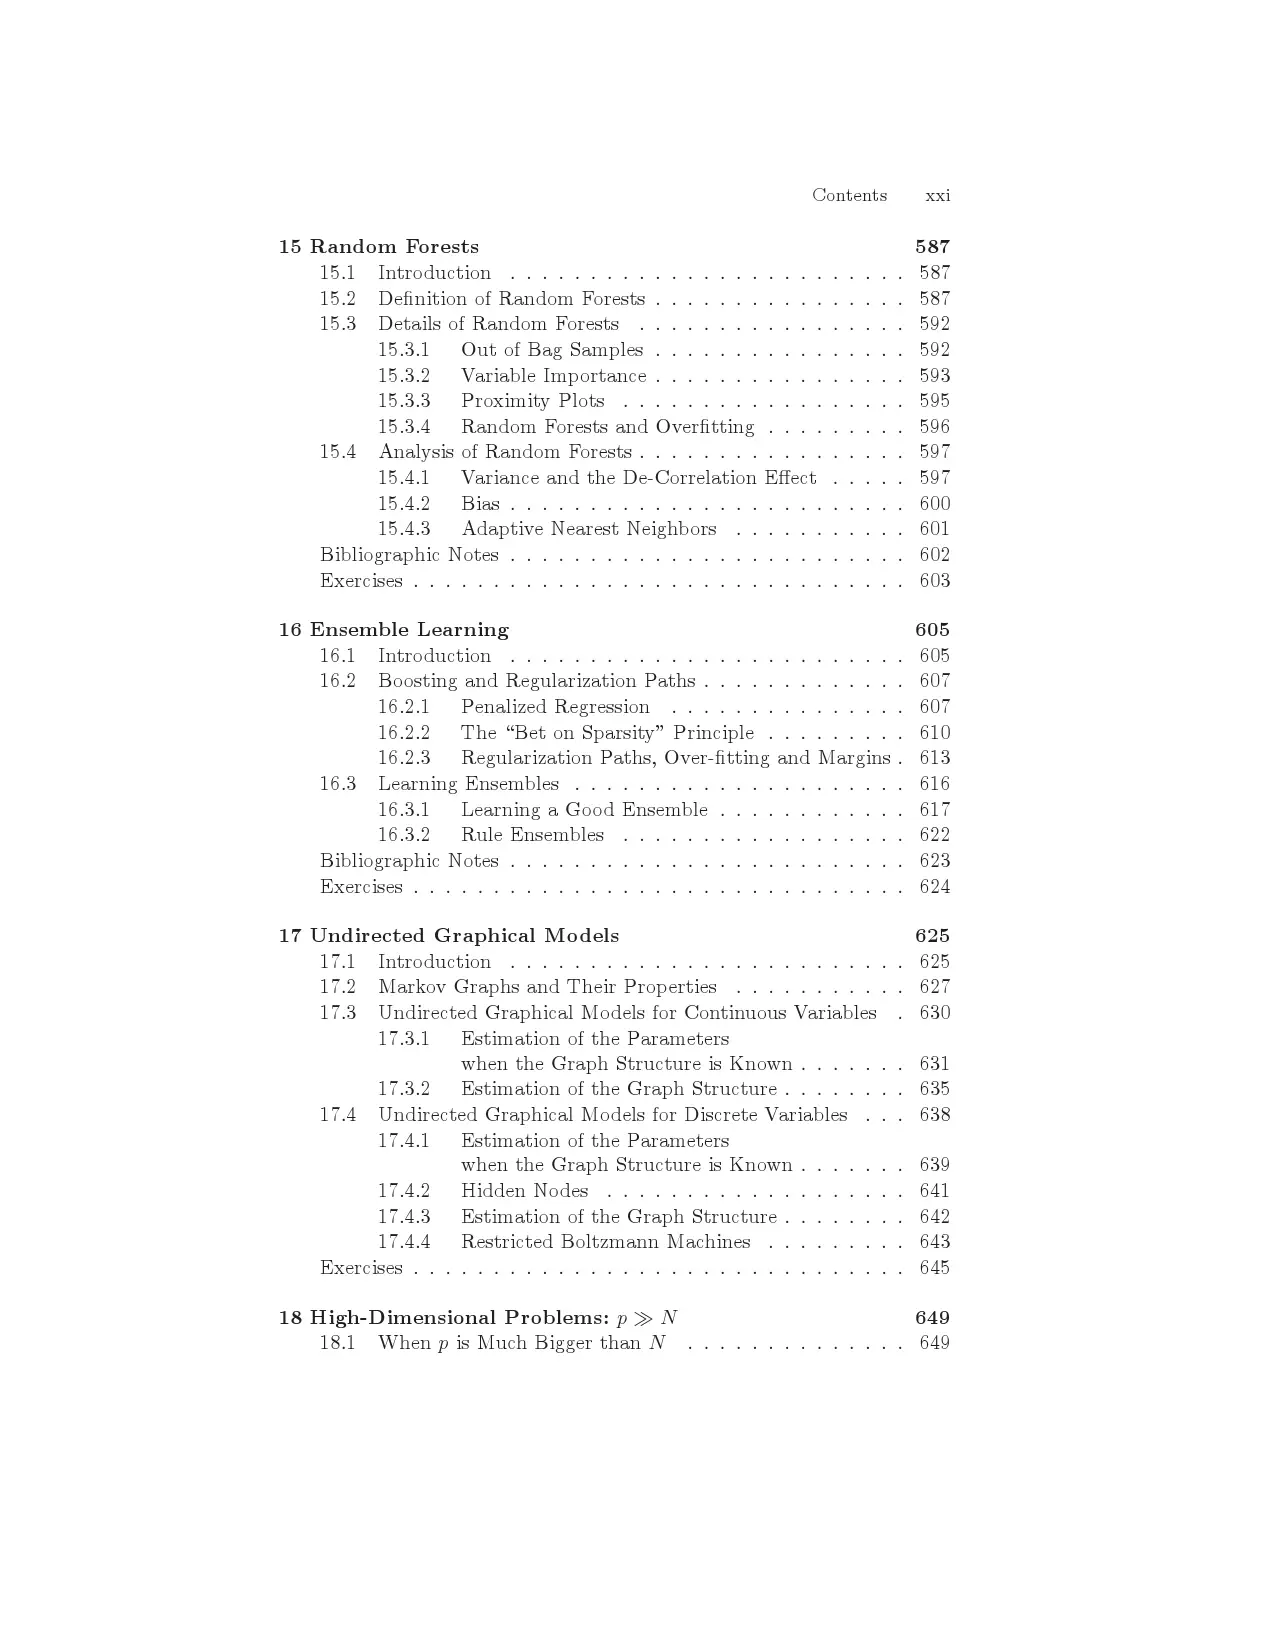 Contents xxi
15 Random Forests 587
15.1 Introduction . . . . . . . . . . . . . . . . . . . . . . . . . 587
15.2 Definition of Random Forests . . . . . . . . . . . . . . . . 587
15.3 Details of Random Forests . . . . . . . . . . . . . . . . . 592
15.3.1 Out of Bag Samples . . . . . . . . . . . . . . . . 592
15.3.2 Variable Importance . . . . . . . . . . . . . . . . 593
15.3.3 Proximity Plots . . . . . . . . . . . . . . . . . . 595
15.3.4 Random Forests and Overfitting . . . . . . . . . 596
15.4 Analysis of Random Forests . . . . . . . . . . . . . . . . . 597
15.4.1 Variance and the De-Correlation Effect . . . . . 597
15.4.2 Bias . . . . . . . . . . . . . . . . . . . . . . . . . 600
15.4.3 Adaptive Nearest Neighbors . . . . . . . . . . . 601
Bibliographic Notes . . . . . . . . . . . . . . . . . . . . . . . . . 602
Exercises . . . . . . . . . . . . . . . . . . . . . . . . . . . . . . . 603
16 Ensemble Learning 605
16.1 Introduction . . . . . . . . . . . . . . . . . . . . . . . . . 605
16.2 Boosting and Regularization Paths . . . . . . . . . . . . . 607
16.2.1 Penalized Regression . . . . . . . . . . . . . . . 607
16.2.2 The “Bet on Sparsity” Principle . . . . . . . . . 610
16.2.3 Regularization Paths, Over-fitting and Margins . 613
16.3 Learning Ensembles . . . . . . . . . . . . . . . . . . . . . 616
16.3.1 Learning a Good Ensemble . . . . . . . . . . . . 617
16.3.2 Rule Ensembles . . . . . . . . . . . . . . . . . . 622
Bibliographic Notes . . . . . . . . . . . . . . . . . . . . . . . . . 623
Exercises . . . . . . . . . . . . . . . . . . . . . . . . . . . . . . . 624
17 Undirected Graphical Models 625
17.1 Introduction . . . . . . . . . . . . . . . . . . . . . . . . . 625
17.2 Markov Graphs and Their Properties . . . . . . . . . . . 627
17.3 Undirected Graphical Models for Continuous Variables . 630
17.3.1 Estimation of the Parameters
when the Graph Structure is Known . . . . . . . 631
17.3.2 Estimation of the Graph Structure . . . . . . . . 635
17.4 Undirected Graphical Models for Discrete Variables . . . 638
17.4.1 Estimation of the Parameters
when the Graph Structure is Known . . . . . . . 639
17.4.2 Hidden Nodes . . . . . . . . . . . . . . . . . . . 641
17.4.3 Estimation of the Graph Structure . . . . . . . . 642
17.4.4 Restricted Boltzmann Machines . . . . . . . . . 643
Exercises . . . . . . . . . . . . . . . . . . . . . . . . . . . . . . . 645
18 High-Dimensional Problems: p ≫ N 649
18.1 When p is Much Bigger than N . . . . . . . . . . . . . . 649